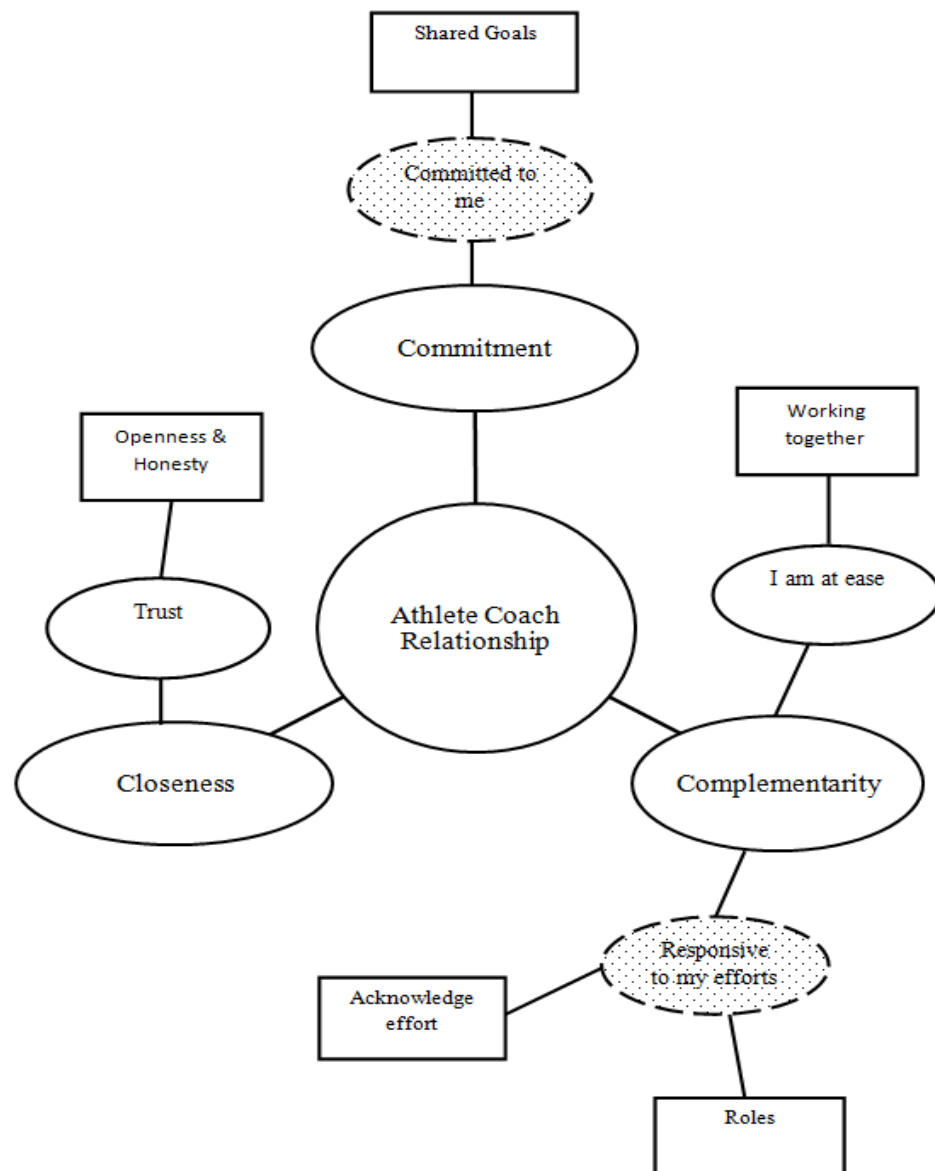 Shared Goals
Committed to
me
Commitment
Openness &
Honesty
Working
together
Trust
Athlete Coach
Relationship
I am at ease
Closeness
Complementarity
Responsive
to my efforts
Acknowledge
effort
Roles